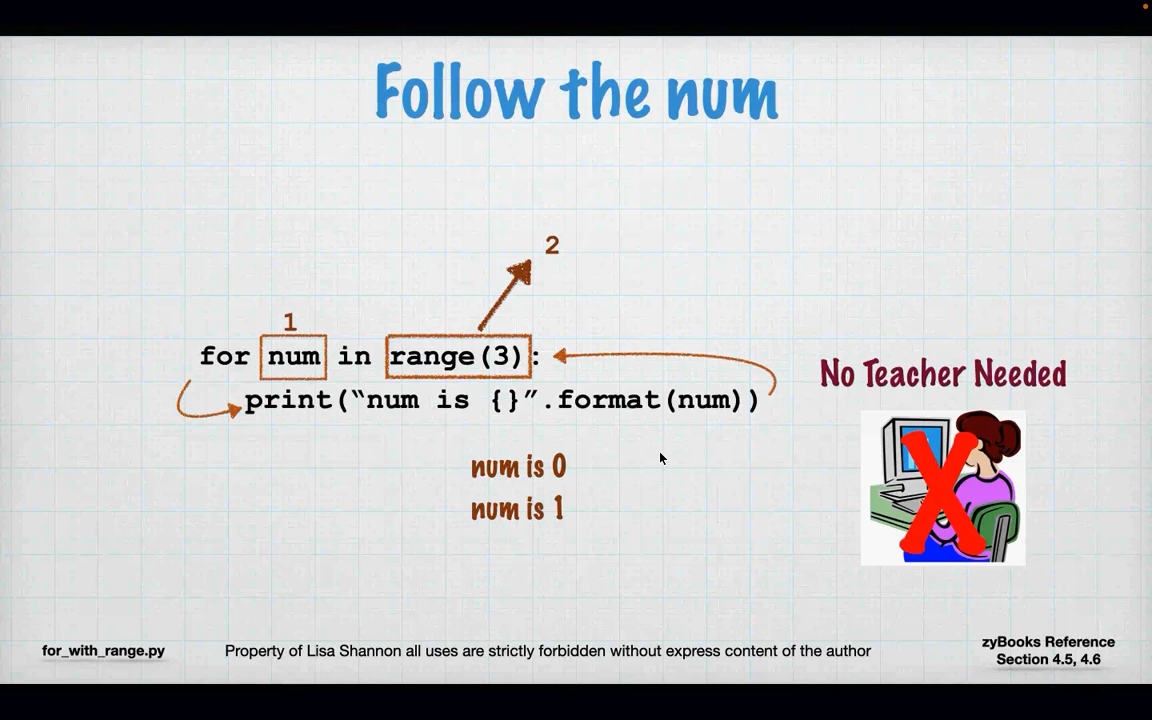 Follow the num
2
1
for num in range(3):
print(“num is {}”.format(num))
No Teacher Needed
num is 0
num is 1
X
for_with_range.py
Property of Lisa Shannon all uses are strictly forbidden without express content of the author
zyBooks Reference
Section 4.5, 4.6